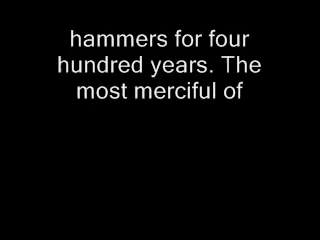 hammers for four
hundred years. The
most merciful of